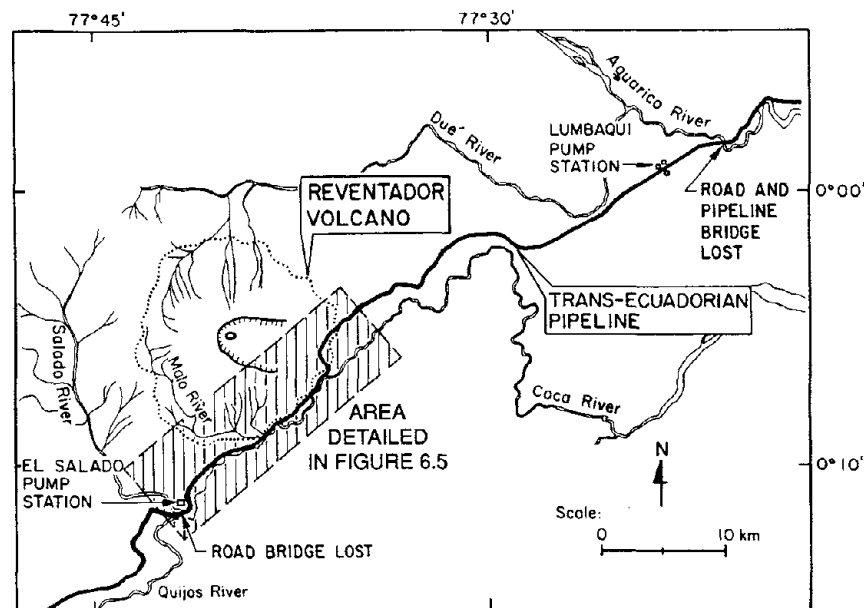 77°45'
77°30'
Aguarico River
Dué River
LUMBAQUI
PUMP
STATION
REVENTADOR
VOLCANO
0°00'
ROAD AND
PIPELINE
BRIDGE
LOST
TRANS-ECUADORIAN
PIPELINE
Salado River
Malo River
Coca River
AREA
DETAILED
IN FIGURE 6.5
N
0°10'
EL SALADO
PUMP
STATION
Scale:
0 10 km
ROAD BRIDGE LOST
Quijos River